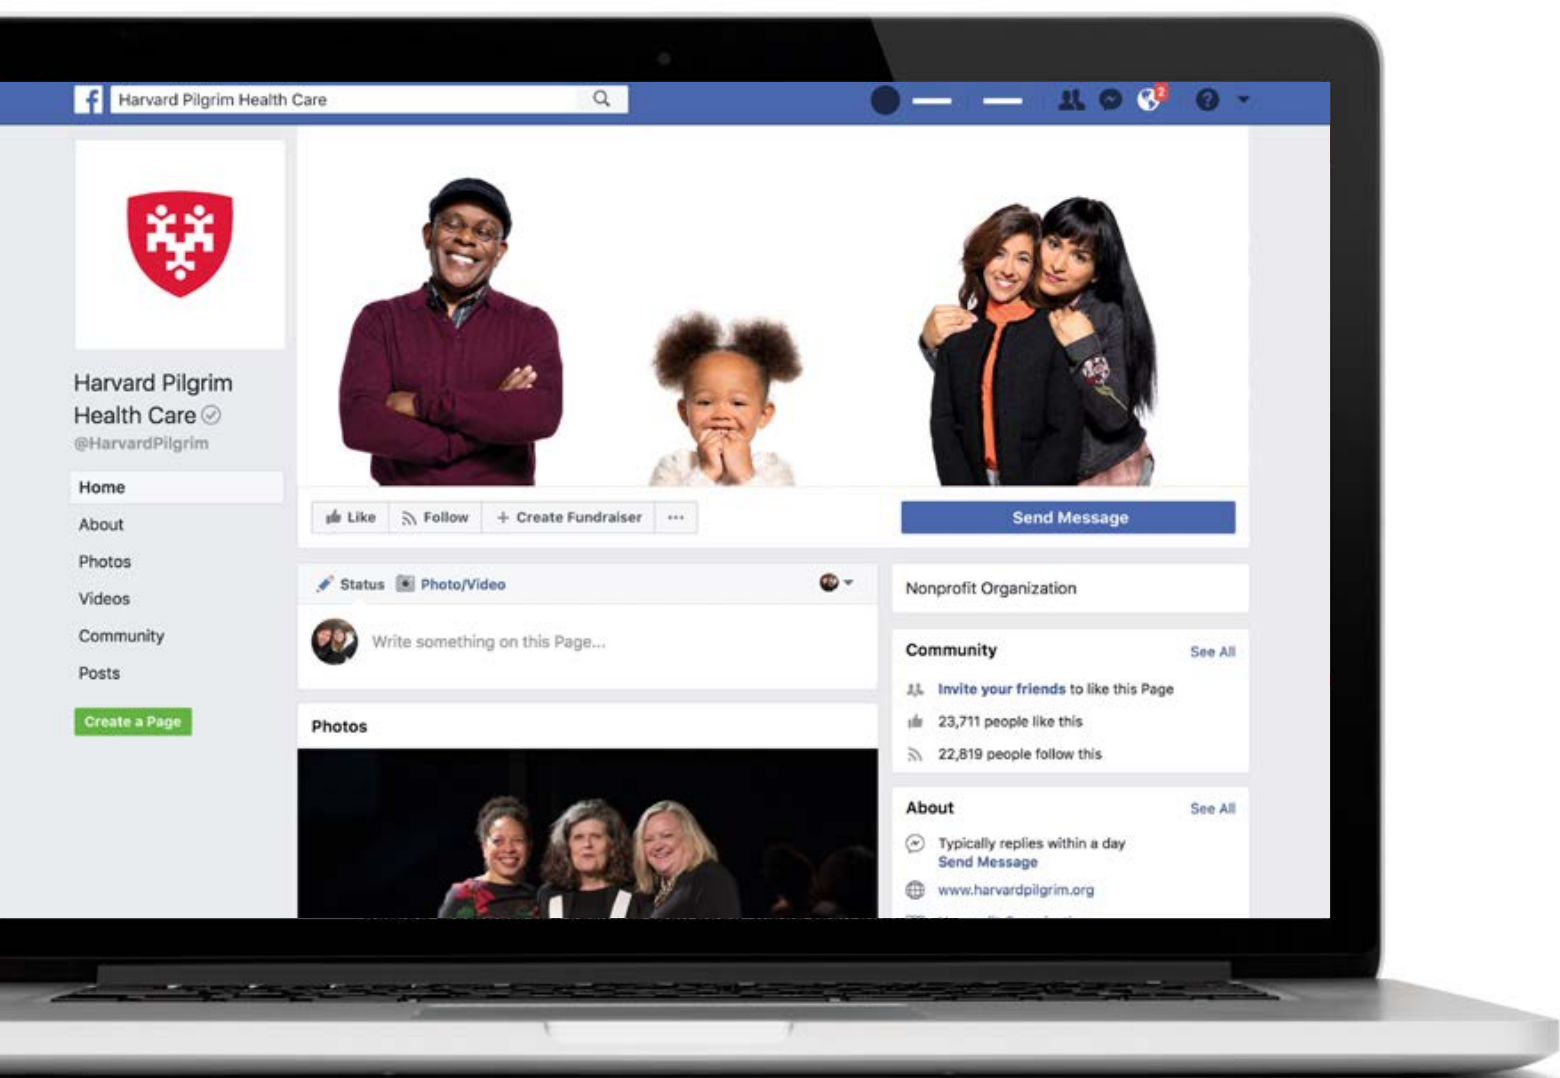 Harvard Pilgrim Health Care
2
Harvard Pilgrim
Health Care
@HarvardPilgrim
Home
About
Photos
Videos
Community
Posts
Create a Page
Like
Follow
+ Create Fundraiser
Send Message
Status
Photo/Video
Write something on this Page...
Photos
Nonprofit Organization
Community
See All
Invite your friends to like this Page
23,711 people like this
22,819 people follow this
About
See All
Typically replies within a day
Send Message
www.harvardpilgrim.org